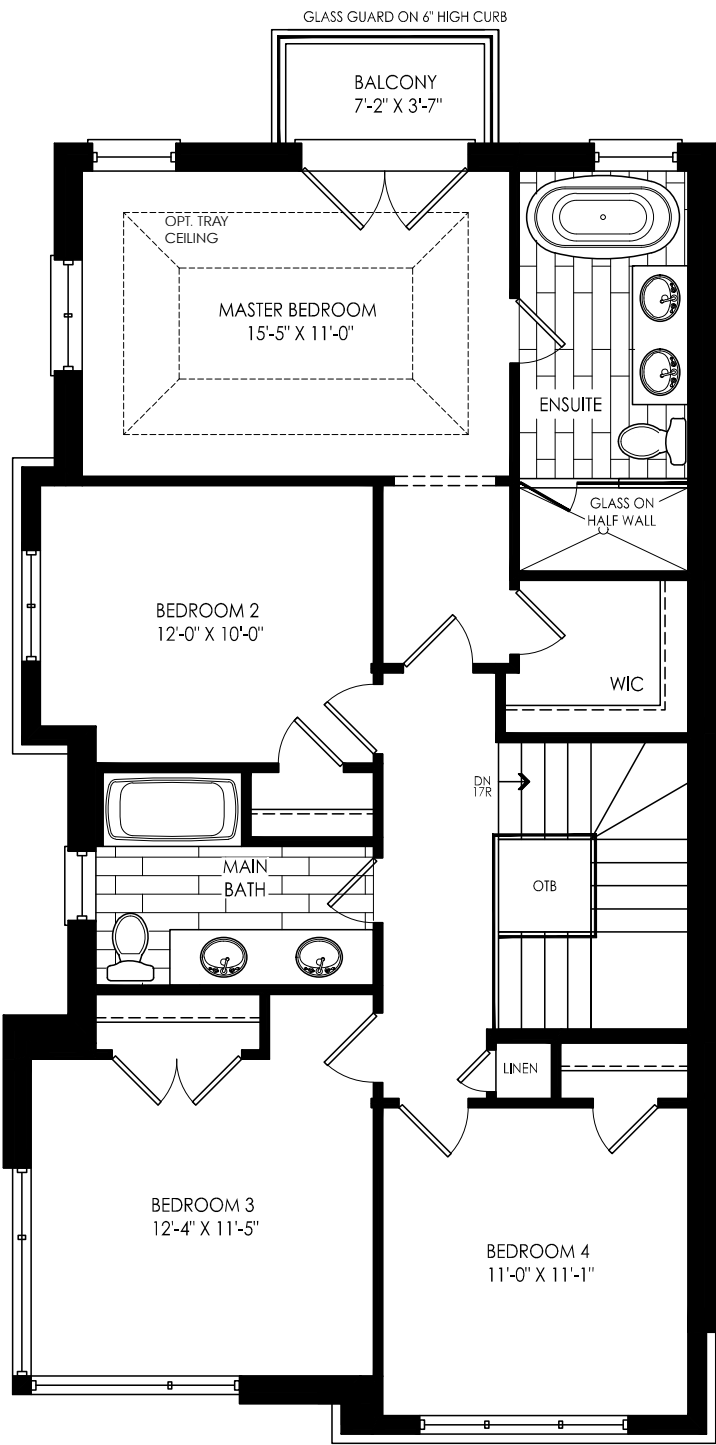 GLASS GUARD ON 6" HIGH CURB
BALCONY
7'-2" X 3'-7"
OPT. TRAY
CEILING
MASTER BEDROOM
15'-5" X 11'-0"
ENSUITE
GLASS ON
HALF WALL
BEDROOM 2
12'-0" X 10'-0"
WIC
DN
17R
MAIN
BATH
OTB
LINEN
BEDROOM 3
12'-4" X 11'-5"
BEDROOM 4
11'-0" X 11'-1"